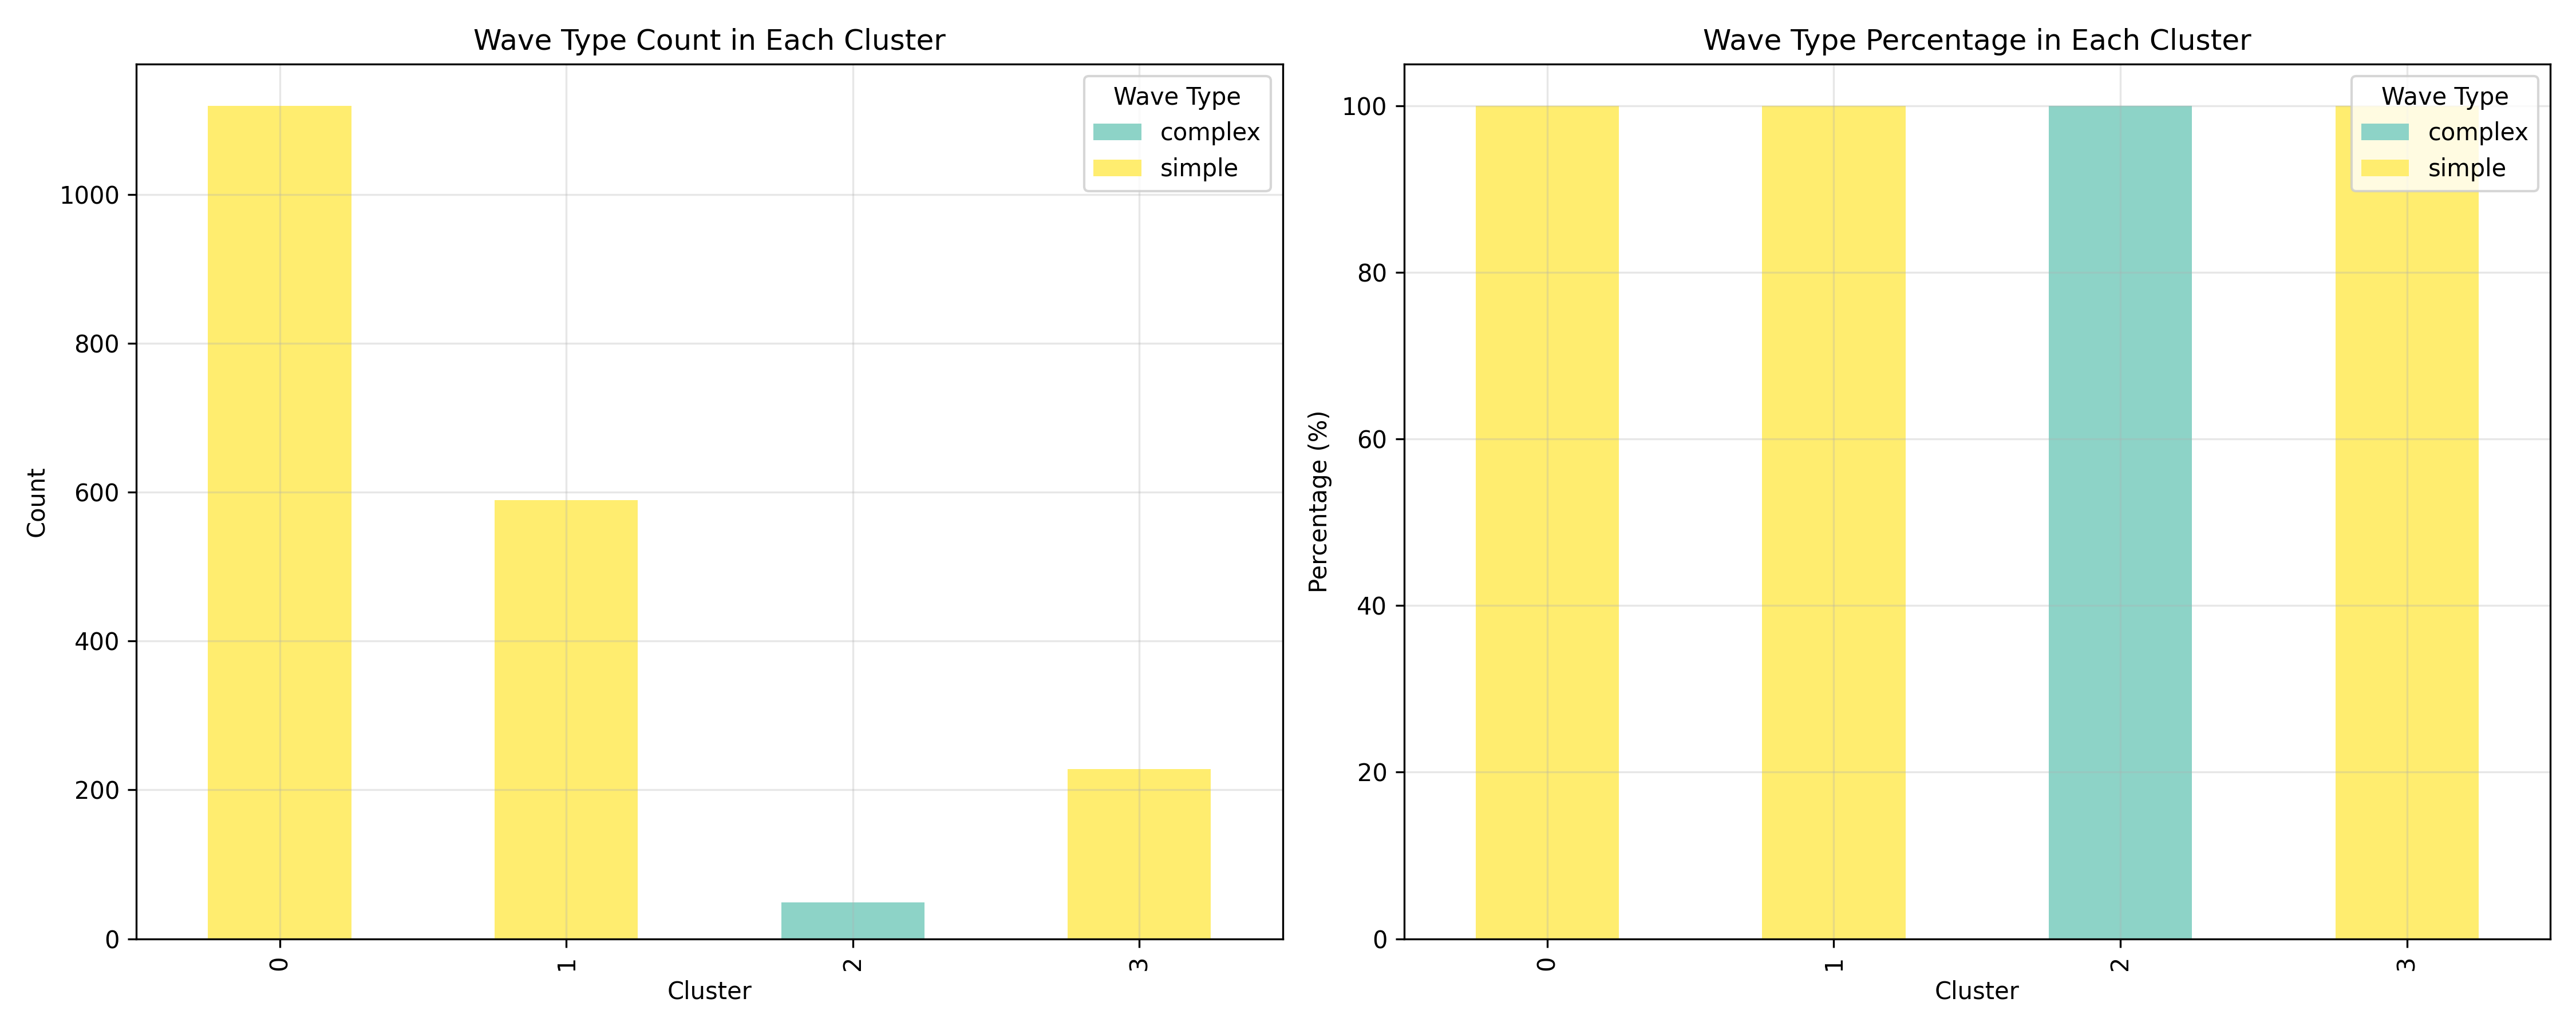 Wave Type Count in Each Cluster
Wave Type
complex
simple
1000
800
600
400
200
0
Count
0
1
2
3
Cluster
Wave Type Percentage in Each Cluster
Wave Type
complex
simple
100
80
60
40
20
0
Percentage (%)
0
1
2
3
Cluster